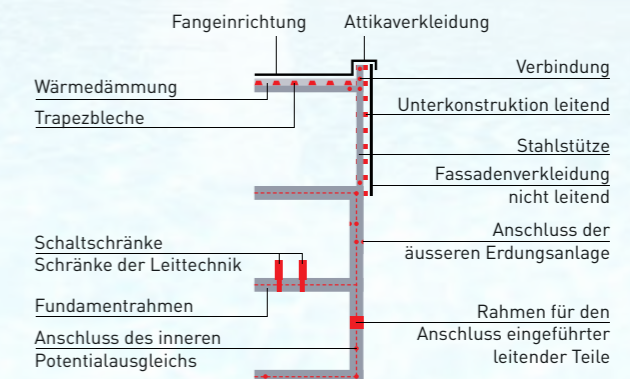 Fangeinrichtung
Attikaverkleidung
Wärmedämmung
Trapezbleche
Schaltschränke
Schränke der Leittechnik
Fundamentrahmen
Anschluss des inneren
Potentialausgleichs
Verbindung
Unterkonstruktion leitend
Stahlstütze
Fassadenverkleidung
nicht leitend
Anschluss der
äusseren Erdungsanlage
Rahmen für den
Anschluss eingeführter
leitender Teile